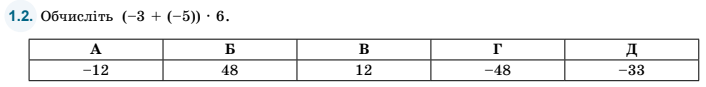 1.2. Обчисліть (−3 + (−5)) · 6.
А Б В Г Д
−12 48 12 −48 −33